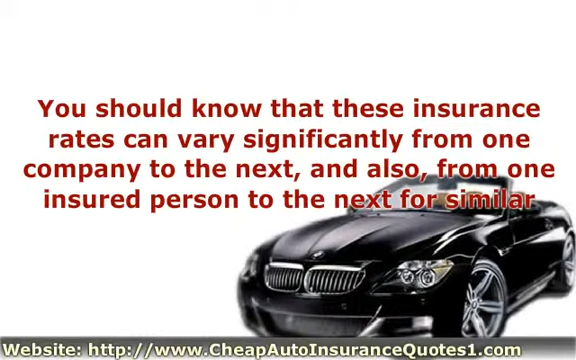 You should know that these insurance
rates can vary significantly from one
company to the next, and also, from one
insured person to the next for similar
Website: http://www.CheapAutoInsuranceQuotes1.com